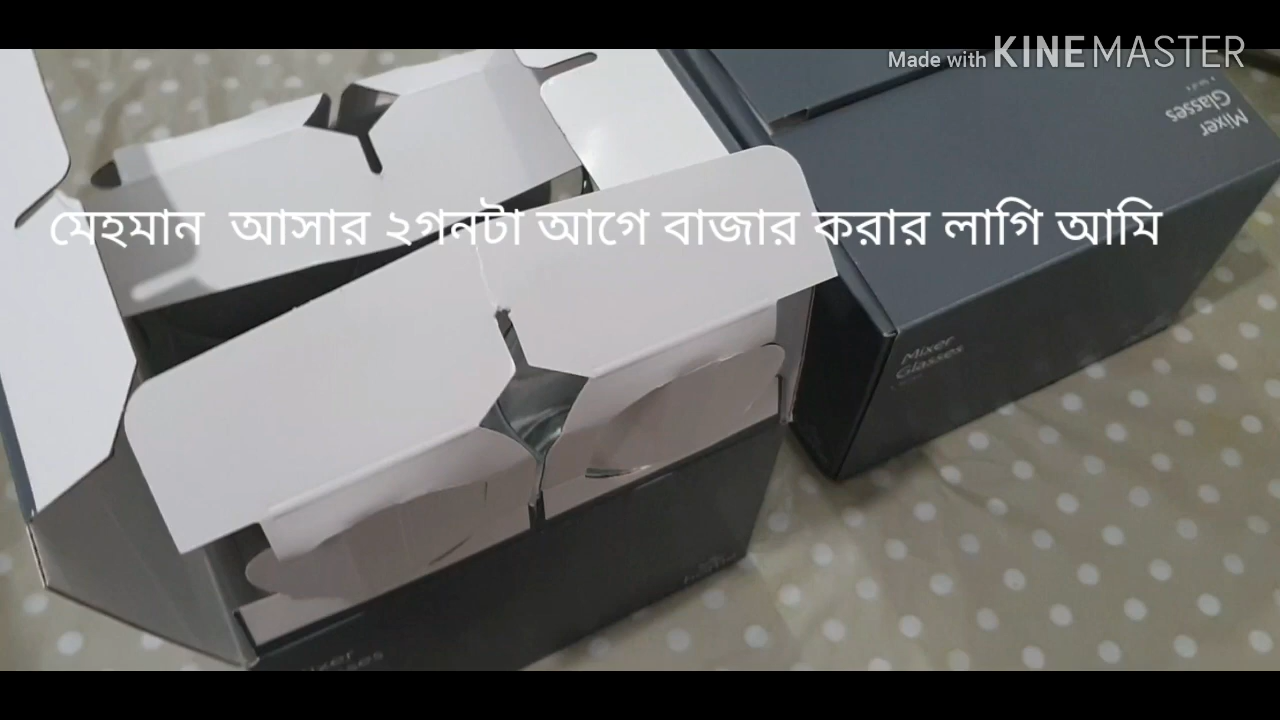 Made with KINEMASTER
Mixer
Glasses
মেহমান আসার ২গনটা আগে বাজার করার লাগি আমি
Mixer
Glasses